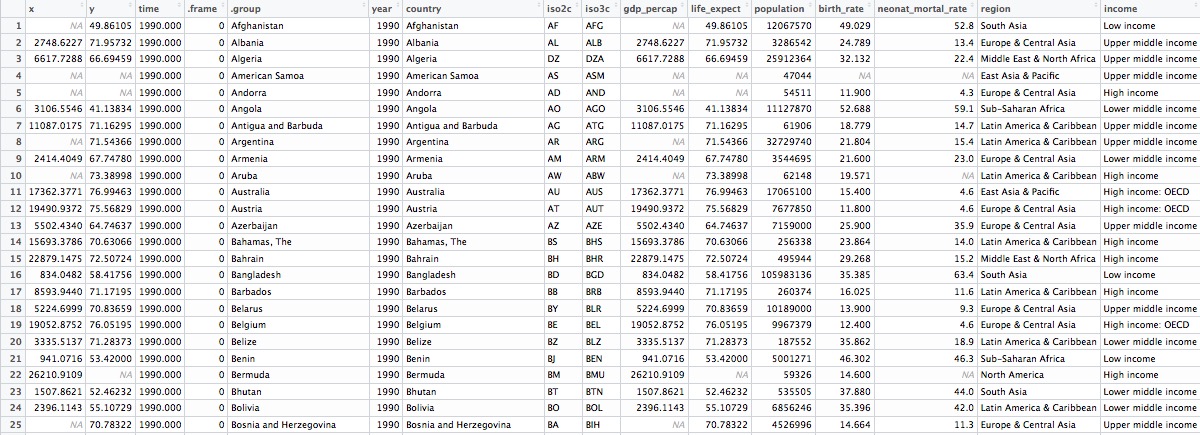 x y time .frame .group year country iso2c iso3c gdp_percap life_expect population birth_rate neonat_mortal_rate region income
1 NA 49.86105 1990.000 0 Afghanistan 1990 Afghanistan AF AFG NA 49.86105 12067570 49.029 52.8 South Asia Low income
2 2748.6227 71.95732 1990.000 0 Albania 1990 Albania AL ALB 2748.6227 71.95732 3286542 24.789 13.4 Europe & Central Asia Upper middle income
3 6617.7288 66.69459 1990.000 0 Algeria 1990 Algeria DZ DZA 6617.7288 66.69459 25912364 32.132 22.4 Middle East & North Africa Upper middle income
4 NA NA 1990.000 0 American Samoa 1990 American Samoa AS ASM NA NA 47044 NA NA East Asia & Pacific Upper middle income
5 NA NA 1990.000 0 Andorra 1990 Andorra AD AND NA NA 54511 11.900 4.3 Europe & Central Asia High income
6 3106.5546 41.13834 1990.000 0 Angola 1990 Angola AO AGO 3106.5546 41.13834 11127870 52.688 59.1 Sub-Saharan Africa Lower middle income
7 11087.0175 71.16295 1990.000 0 Antigua and Barbuda 1990 Antigua and Barbuda AG ATG 11087.0175 71.16295 61906 18.779 14.7 Latin America & Caribbean Upper middle income
8 NA 71.54366 1990.000 0 Argentina 1990 Argentina AR ARG NA 71.54366 32729740 21.804 15.4 Latin America & Caribbean Upper middle income
9 2414.4049 67.74780 1990.000 0 Armenia 1990 Armenia AM ARM 2414.4049 67.74780 3544695 21.600 23.0 Europe & Central Asia Lower middle income
10 NA 73.38998 1990.000 0 Aruba 1990 Aruba AW ABW NA 73.38998 62148 19.571 NA Latin America & Caribbean High income
11 17362.3771 76.99463 1990.000 0 Australia 1990 Australia AU AUS 17362.3771 76.99463 17065100 15.400 4.6 East Asia & Pacific High income: OECD
12 19490.9372 75.56829 1990.000 0 Austria 1990 Austria AT AUT 19490.9372 75.56829 7677850 11.800 4.6 Europe & Central Asia High income: OECD
13 5502.4340 64.74637 1990.000 0 Azerbaijan 1990 Azerbaijan AZ AZE 5502.4340 64.74637 7159000 25.900 35.9 Europe & Central Asia Upper middle income
14 15693.3786 70.63066 1990.000 0 Bahamas, The 1990 Bahamas, The BS BHS 15693.3786 70.63066 256338 23.864 14.0 Latin America & Caribbean High income
15 22879.1475 72.50724 1990.000 0 Bahrain 1990 Bahrain BH BHR 22879.1475 72.50724 495944 29.268 15.2 Middle East & North Africa High income
16 834.0482 58.41756 1990.000 0 Bangladesh 1990 Bangladesh BD BGD 834.0482 58.41756 105983136 35.385 63.4 South Asia Low income
17 8593.9440 71.17195 1990.000 0 Barbados 1990 Barbados BB BRB 8593.9440 71.17195 260374 16.025 11.6 Latin America & Caribbean High income
18 5224.6999 70.83659 1990.000 0 Belarus 1990 Belarus BY BLR 5224.6999 70.83659 10189000 13.900 9.3 Europe & Central Asia Upper middle income
19 19052.8752 76.05195 1990.000 0 Belgium 1990 Belgium BE BEL 19052.8752 76.05195 9967379 12.400 4.6 Europe & Central Asia High income: OECD
20 3335.5137 71.28373 1990.000 0 Belize 1990 Belize BZ BLZ 3335.5137 71.28373 187552 35.862 18.9 Latin America & Caribbean Lower middle income
21 941.0716 53.42000 1990.000 0 Benin 1990 Benin BJ BEN 941.0716 53.42000 5001271 46.302 46.3 Sub-Saharan Africa Low income
22 26210.9109 NA 1990.000 0 Bermuda 1990 Bermuda BM BMU 26210.9109 NA 59326 14.600 NA North America High income
23 1507.8621 52.46232 1990.000 0 Bhutan 1990 Bhutan BT BTN 1507.8621 52.46232 535505 37.880 44.0 South Asia Lower middle income
24 2396.1143 55.10729 1990.000 0 Bolivia 1990 Bolivia BO BOL 2396.1143 55.10729 6856246 35.396 42.0 Latin America & Caribbean Lower middle income
25 NA 70.78322 1990.000 0 Bosnia and Herzegovina 1990 Bosnia and Herzegovina BA BIH NA 70.78322 4526996 14.664 11.3 Europe & Central Asia Upper middle income